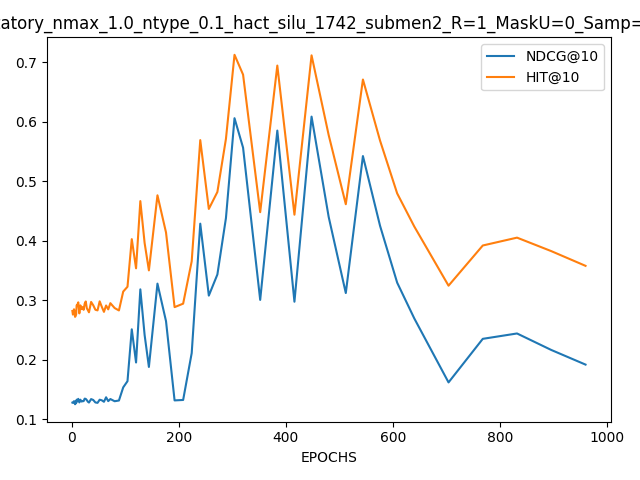 atory_nmax_1.0_ntype_0.1_hact_silu_1742_submen2_R=1_MaskU=0_Samp=
NDCG@10
HIT@10
0.7
0.6
0.5
0.4
0.3
0.2
0.1
0 200 400 600 800 1000
EPOCHS